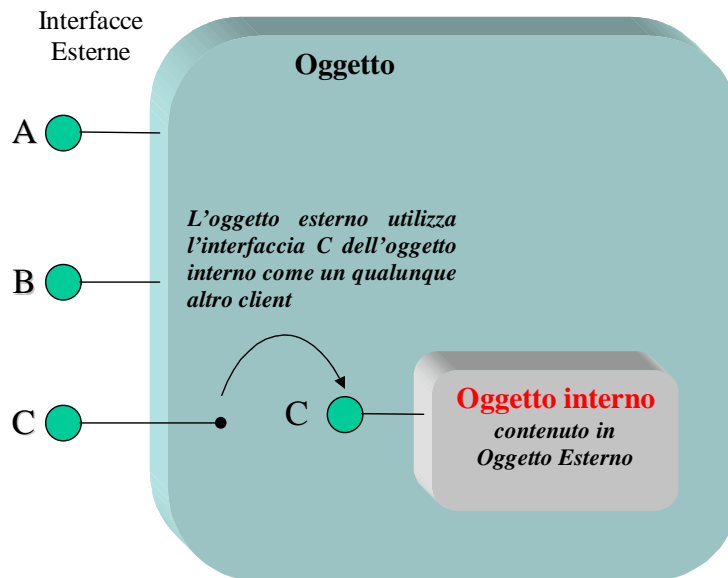 Interfacce
Esterne
Oggetto
A
L'oggetto esterno utilizza
l'interfaccia C dell'oggetto
interno come un qualunque
altro client
B
C
C
Oggetto interno
contenuto in
Oggetto Esterno